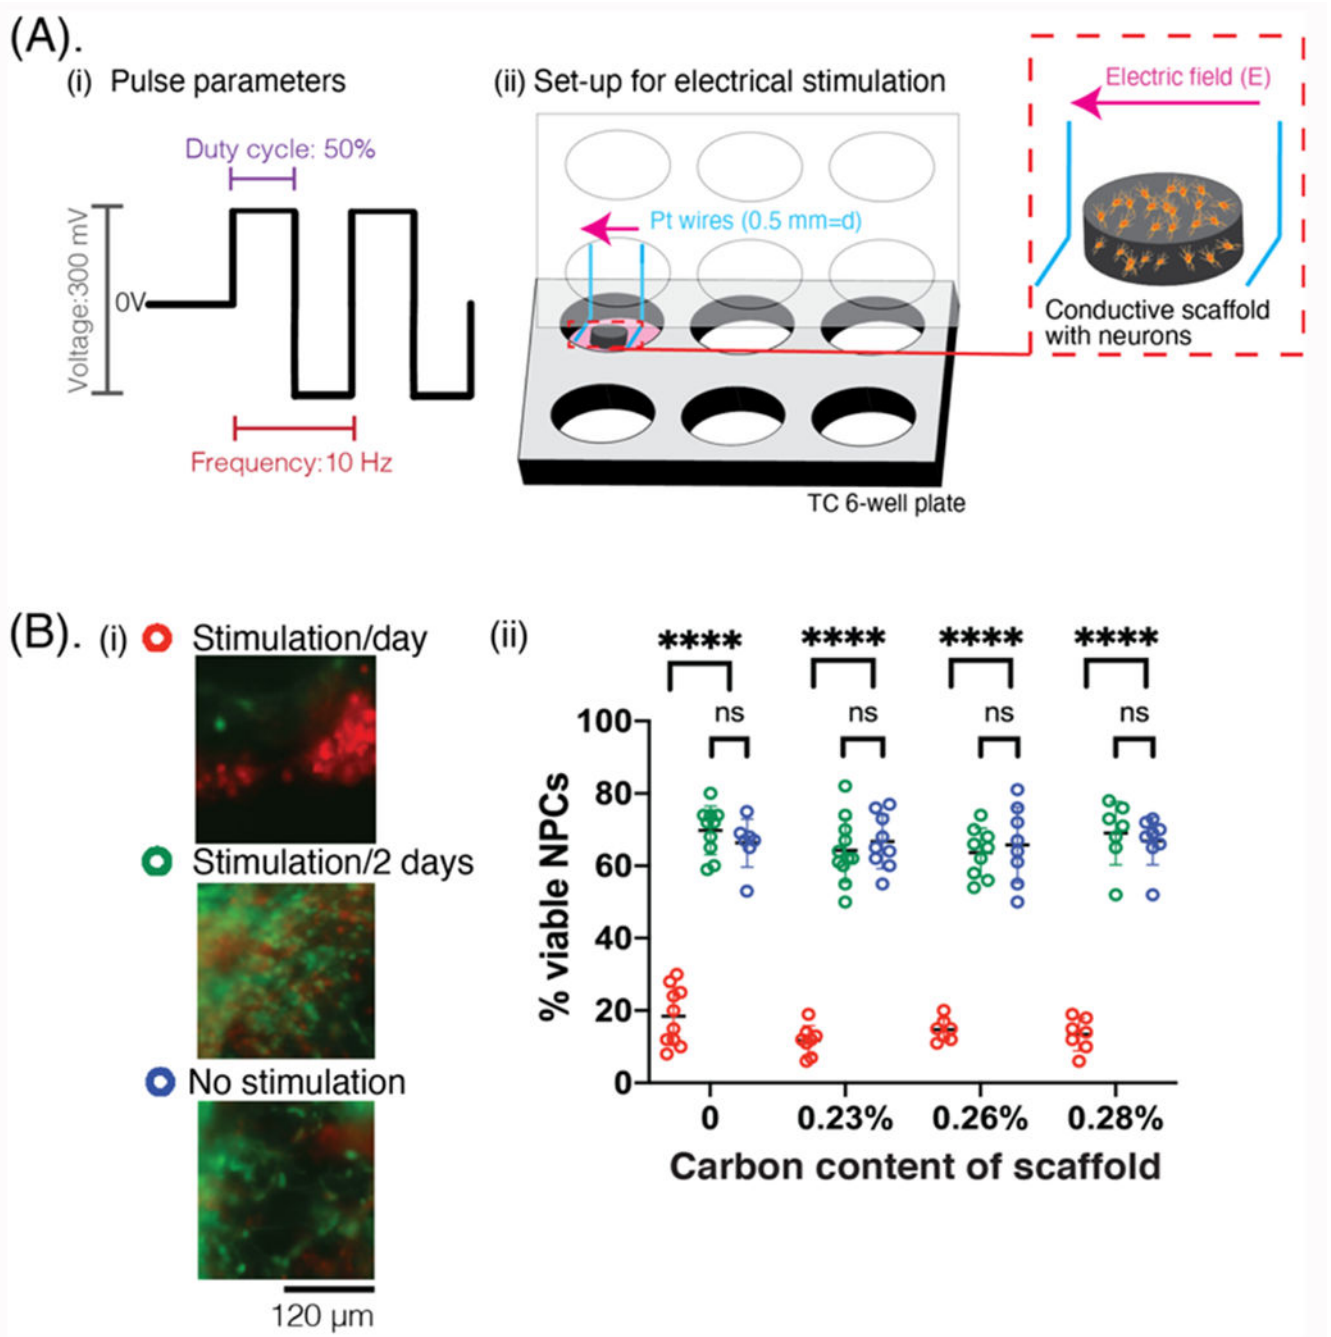 (A).
(i) Pulse parameters
Duty cycle: 50%
Voltage:300 mV
0V
Frequency:10 Hz
(ii) Set-up for electrical stimulation
Pt wires (0.5 mm=d)
TC 6-well plate
Electric field (E)
Conductive scaffold
with neurons
(B).
(i)
Stimulation/day
Stimulation/2 days
No stimulation
120 µm
(ii)
**** **** **** ****
ns ns ns ns
% viable NPCs
100
80
60
40
20
0
0 0.23% 0.26% 0.28%
Carbon content of scaffold